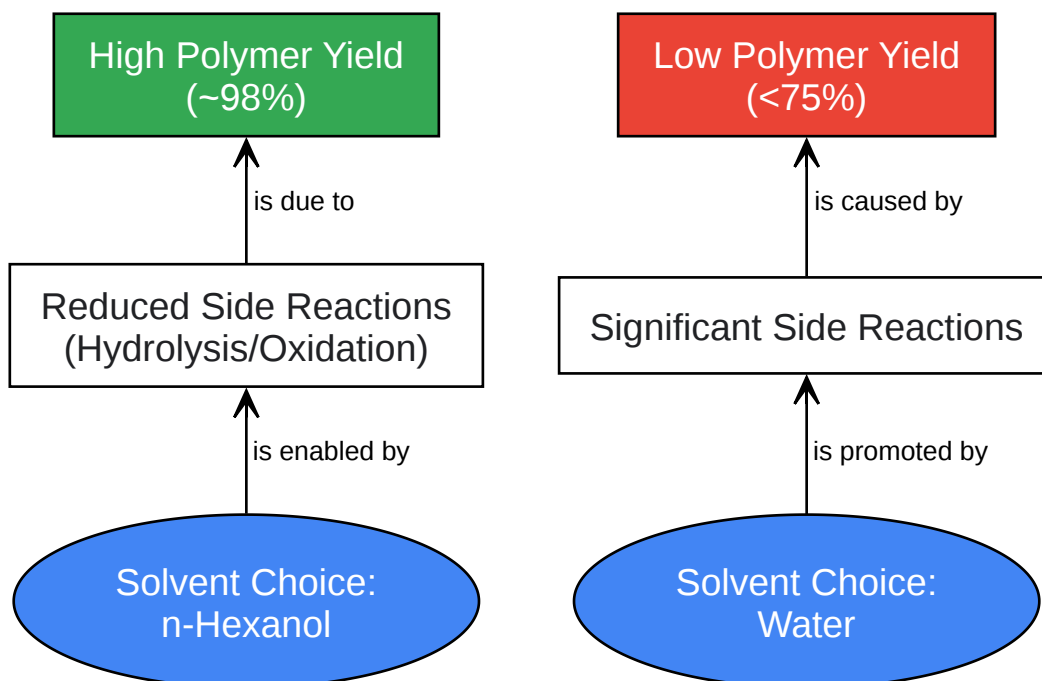 High Polymer Yield
(~98%)
is due to
Reduced Side Reactions
(Hydrolysis/Oxidation)
is enabled by
Solvent Choice:
n-Hexanol
Low Polymer Yield
(<75%)
is caused by
Significant Side Reactions
is promoted by
Solvent Choice:
Water